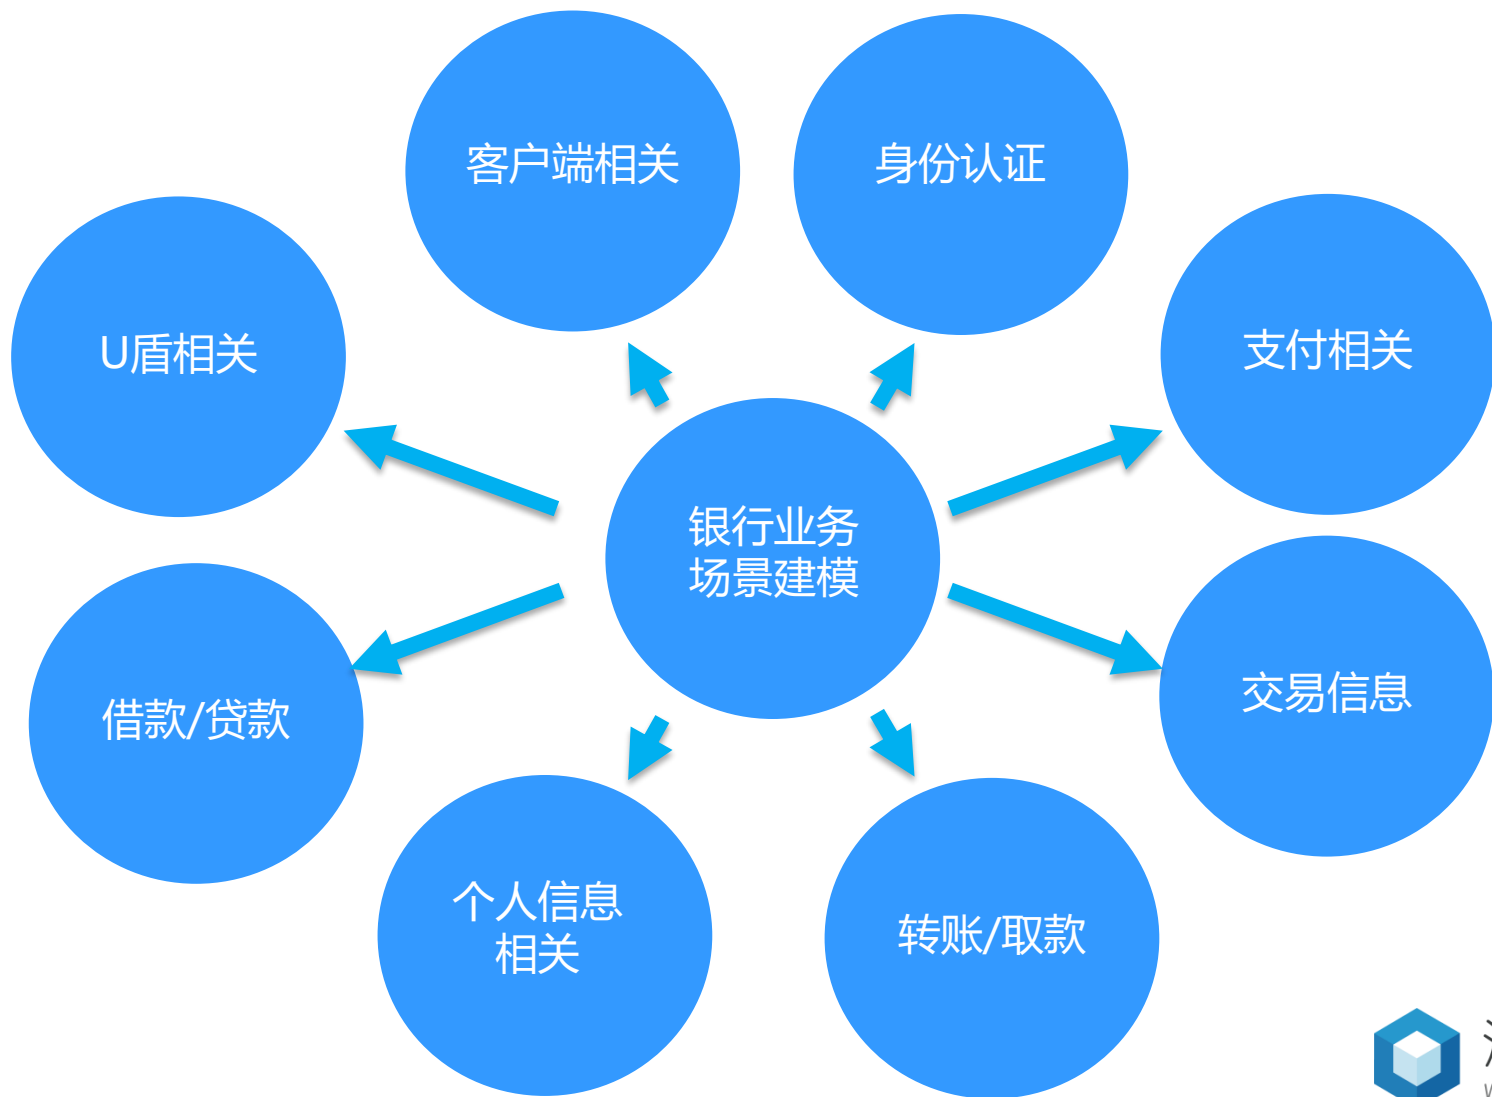 客户端相关
身份认证
U盾相关
支付相关
银行业务
场景建模
借款/贷款
交易信息
个人信息
相关
转账/取款